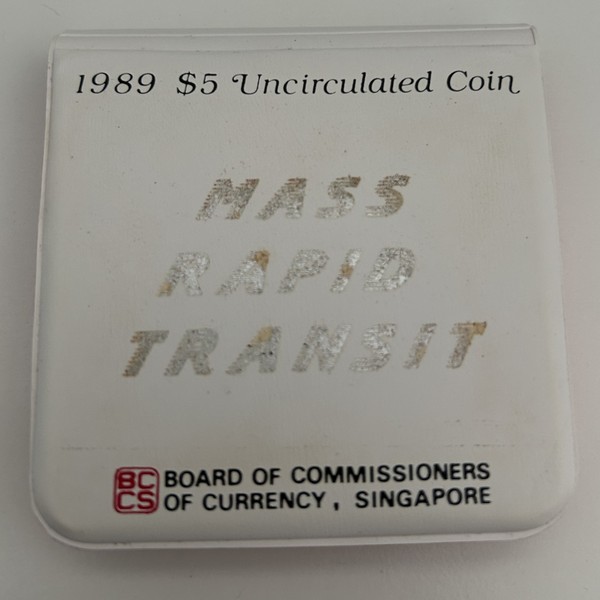 1989 $5 Uncirculated Coin
MASS
RAPID
TRANSIT
BC
CS
BOARD OF COMMISSIONERS
OF CURRENCY, SINGAPORE